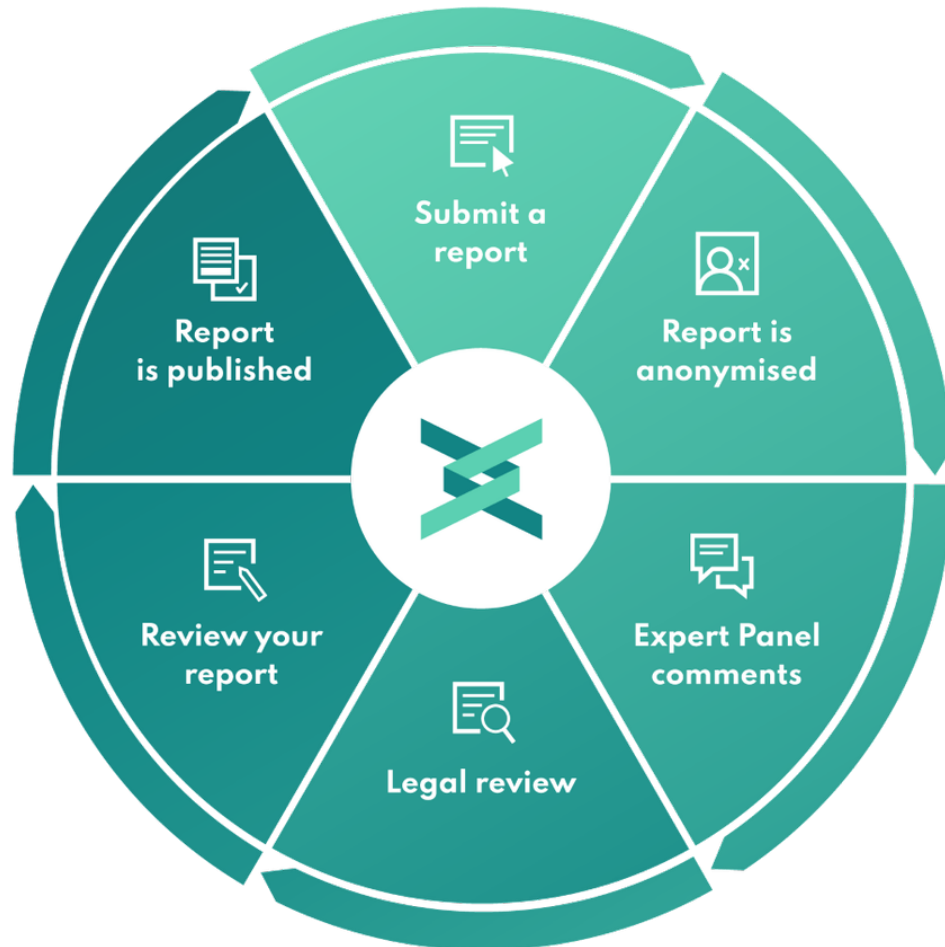 Submit a
report
Report is
anonymised
Expert Panel
comments
Legal review
Review your
report
Report
is published